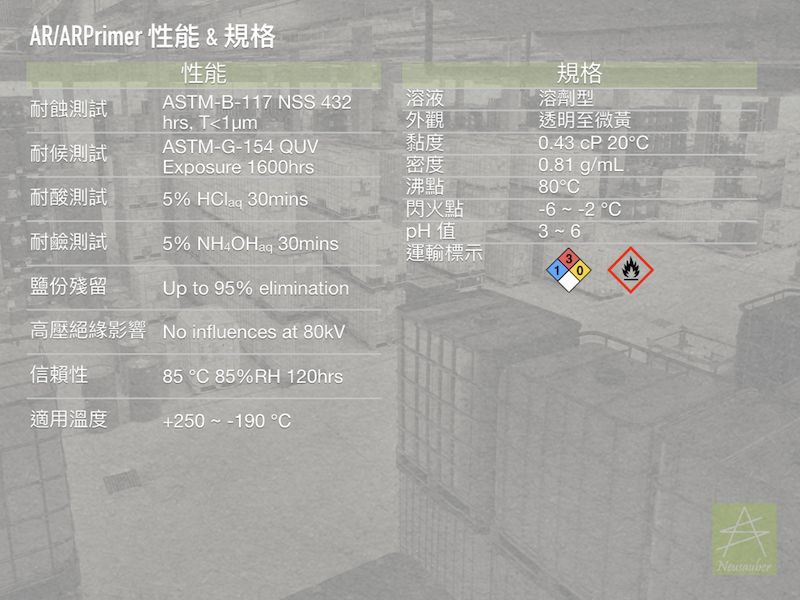 AR/ARPrimer 性能 & 規格
性能
耐蝕測試 ASTM-B-117 NSS 432
hrs, T<1μm
耐候測試 ASTM-G-154 QUV
Exposure 1600hrs
耐酸測試 5% HClaq 30mins
耐鹼測試 5% NH₄OHaq 30mins
鹽份殘留 Up to 95% elimination
高壓絕緣影響 No influences at 80kV
信賴性 85 °C 85%RH 120hrs
適用溫度 +250 ~ -190 °C
規格
溶液 溶劑型
外觀 透明至微黃
黏度 0.43 cP 20°C
密度 0.81 g/mL
沸點 80°C
閃火點 -6 ~ -2 °C
pH 值 3 ~ 6
運輸標示
3
1 0
Neusauber